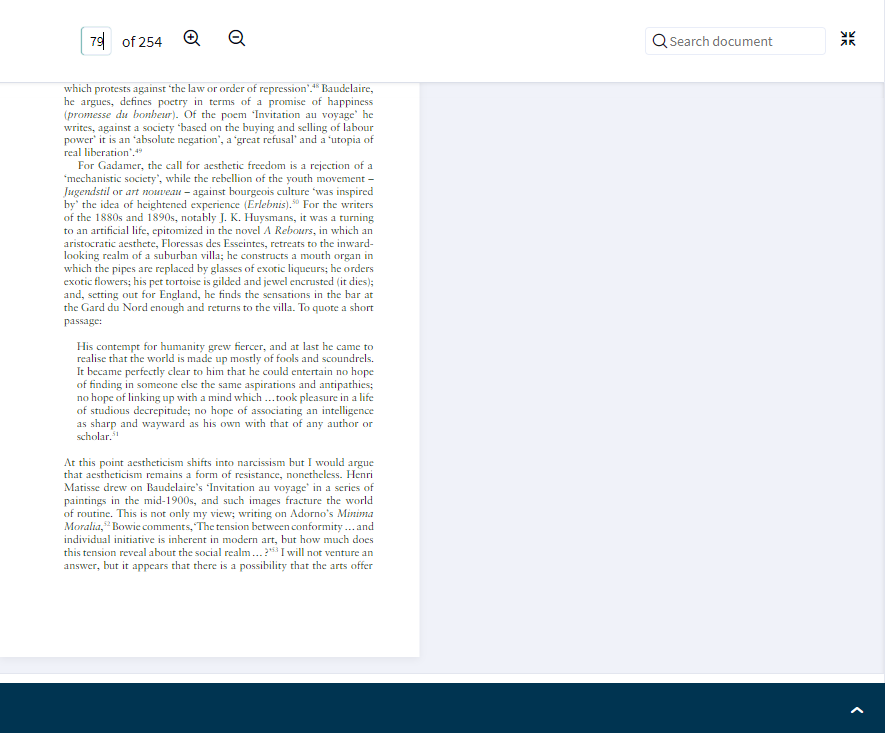 79 of 254
Search document
which protests against ‘the law or order of repression’.48 Baudelaire,
he argues, defines poetry in terms of a promise of happiness
(promesse du bonheur). Of the poem ‘Invitation au voyage’ he
writes, against a society ‘based on the buying and selling of labour
power’ it is an ‘absolute negation’, a ‘great refusal’ and a ‘utopia of
real liberation’.49
For Gadamer, the call for aesthetic freedom is a rejection of a
‘mechanistic society’, while the rebellion of the youth movement –
Jugendstil or art nouveau – against bourgeois culture ‘was inspired
by’ the idea of heightened experience (Erlebnis).50 For the writers
of the 1880s and 1890s, notably J. K. Huysmans, it was a turning
to an artificial life, epitomized in the novel A Rebours, in which an
aristocratic aesthete, Floressas des Esseintes, retreats to the inward-
looking realm of a suburban villa; he constructs a mouth organ in
which the pipes are replaced by glasses of exotic liqueurs; he orders
exotic flowers; his pet tortoise is gilded and jewel encrusted (it dies);
and, setting out for England, he finds the sensations in the bar at
the Gard du Nord enough and returns to the villa. To quote a short
passage:
His contempt for humanity grew fiercer, and at last he came to
realise that the world is made up mostly of fools and scoundrels.
It became perfectly clear to him that he could entertain no hope
of finding in someone else the same aspirations and antipathies;
no hope of linking up with a mind which …took pleasure in a life
of studious decrepitude; no hope of associating an intelligence
as sharp and wayward as his own with that of any author or
scholar.51
At this point aestheticism shifts into narcissism but I would argue
that aestheticism remains a form of resistance, nonetheless. Henri
Matisse drew on Baudelaire’s ‘Invitation au voyage’ in a series of
paintings in the mid-1900s, and such images fracture the world
of routine. This is not only my view; writing on Adorno’s Minima
Moralia,52 Bowie comments, ‘The tension between conformity …and
individual initiative is inherent in modern art, but how much does
this tension reveal about the social realm …?’53 I will not venture an
answer, but it appears that there is a possibility that the arts offer